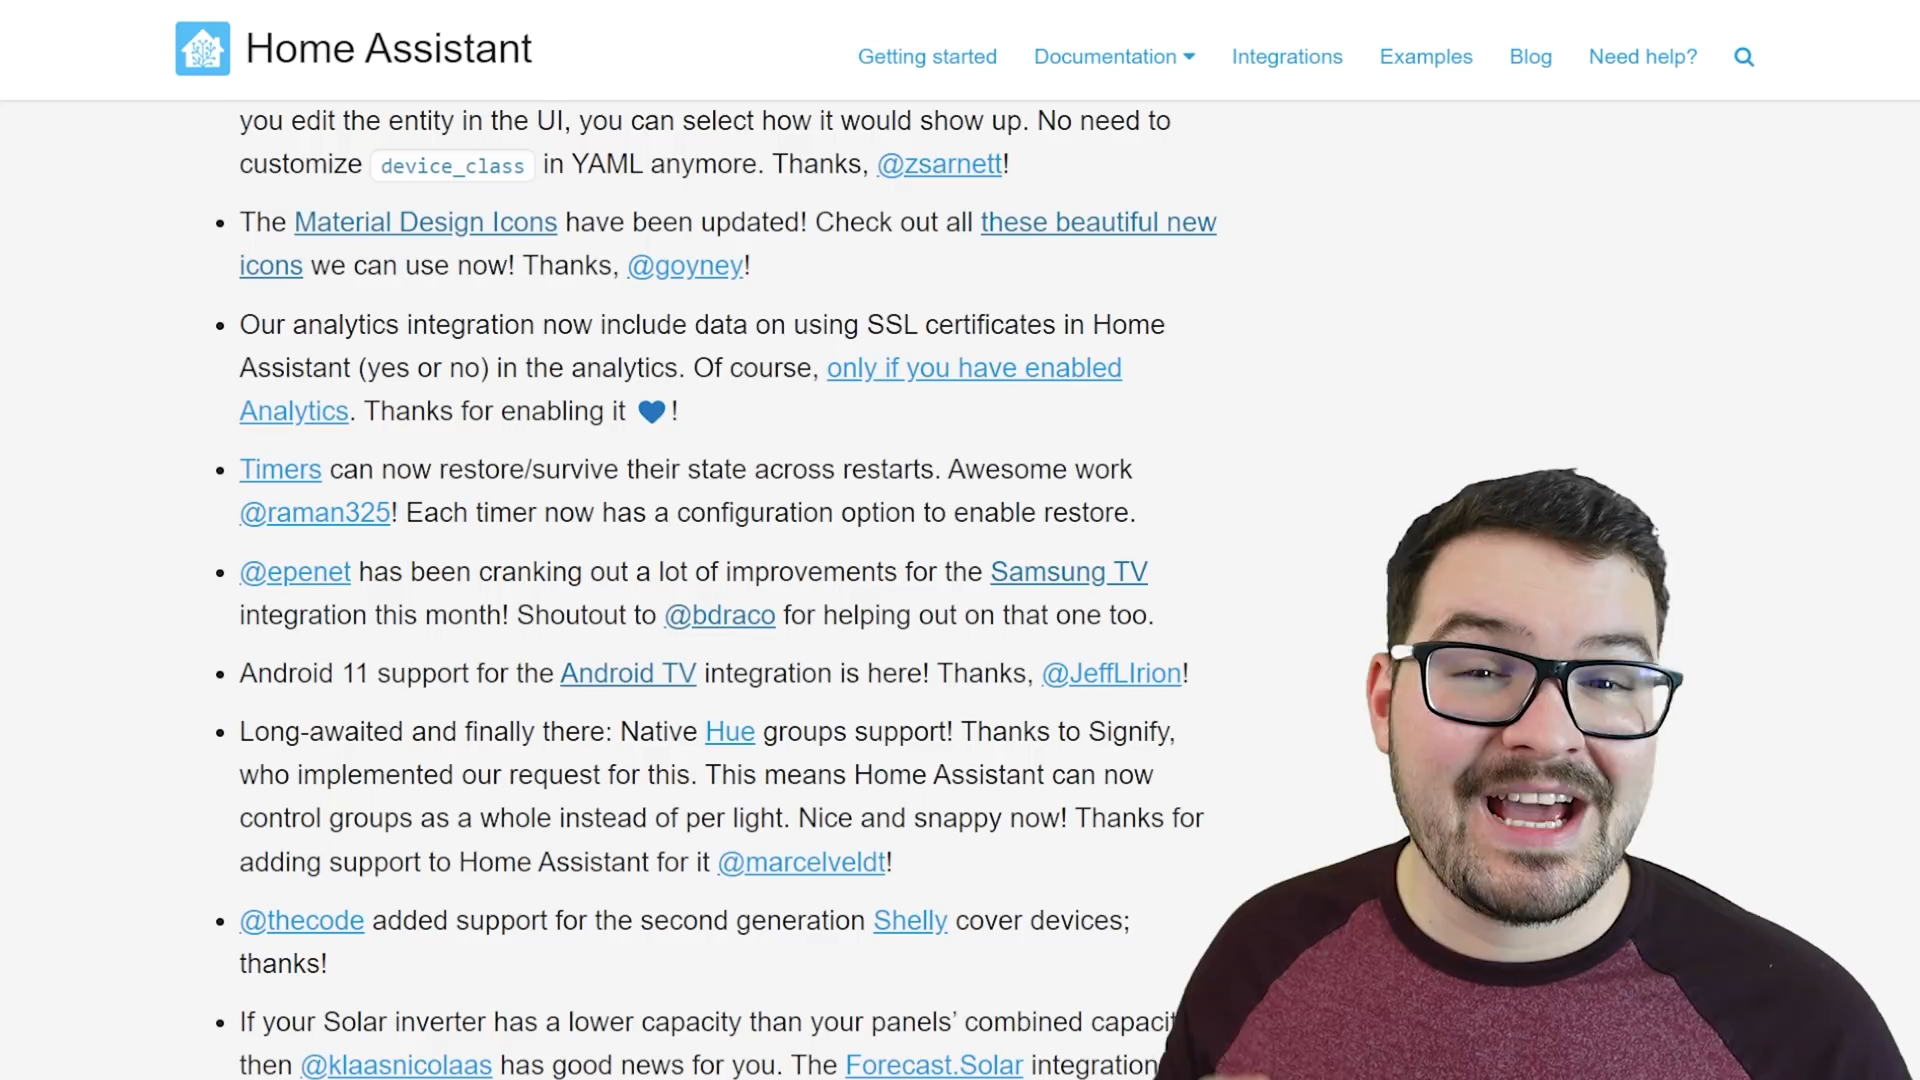 Home Assistant
Getting started
Documentation
Integrations
Examples
Blog
Need help?
you edit the entity in the UI, you can select how it would show up. No need to
customize device_class in YAML anymore. Thanks, @zsarnett!
The Material Design Icons have been updated! Check out all these beautiful new
icons we can use now! Thanks, @goyney!
Our analytics integration now include data on using SSL certificates in Home
Assistant (yes or no) in the analytics. Of course, only if you have enabled
Analytics. Thanks for enabling it 💙!
Timers can now restore/survive their state across restarts. Awesome work
@raman325! Each timer now has a configuration option to enable restore.
@epenet has been cranking out a lot of improvements for the Samsung TV
integration this month! Shoutout to @bdraco for helping out on that one too.
Android 11 support for the Android TV integration is here! Thanks, @JeffLIrion!
Long-awaited and finally there: Native Hue groups support! Thanks to Signify,
who implemented our request for this. This means Home Assistant can now
control groups as a whole instead of per light. Nice and snappy now! Thanks for
adding support to Home Assistant for it @marcelveldt!
@thecode added support for the second generation Shelly cover devices;
thanks!
If your Solar inverter has a lower capacity than your panels’ combined
then @klaasnicolaas has good news for you. The Forecast.Solar integration